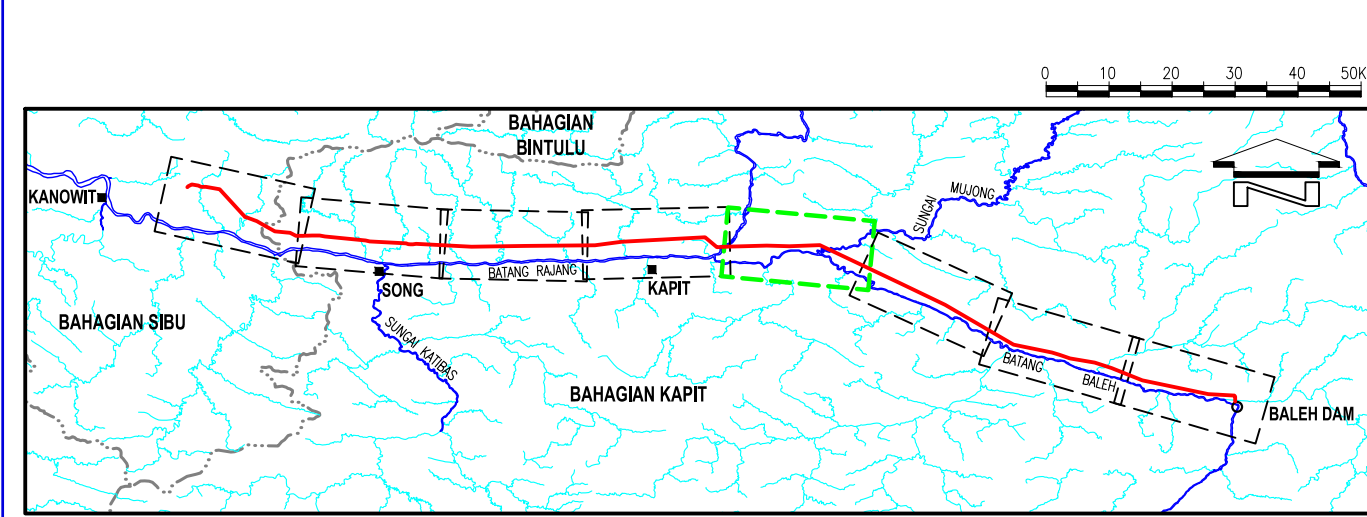 0 10 20 30 40 50K
BAHAGIAN
BINTULU
KANOWIT
SUNGAI
MUJONG
BATANG RAJANG
SONG
KAPIT
BAHAGIAN SIBU
SUNGAI KATIBAS
BAHAGIAN KAPIT
BATANG
BALEH
BALEH DAM